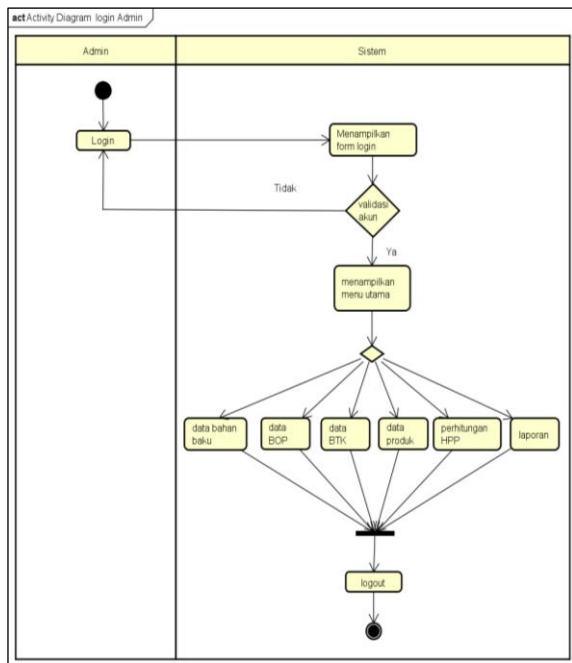 act Activity Diagram login Admin
Admin
Sistem
Login
Menampilkan
form login
Tidak
validasi
akun
Ya
menampilkan
menu utama
data bahan
baku
data
BOP
data
BTK
data
produk
perhitungan
HPP
laporan
logout